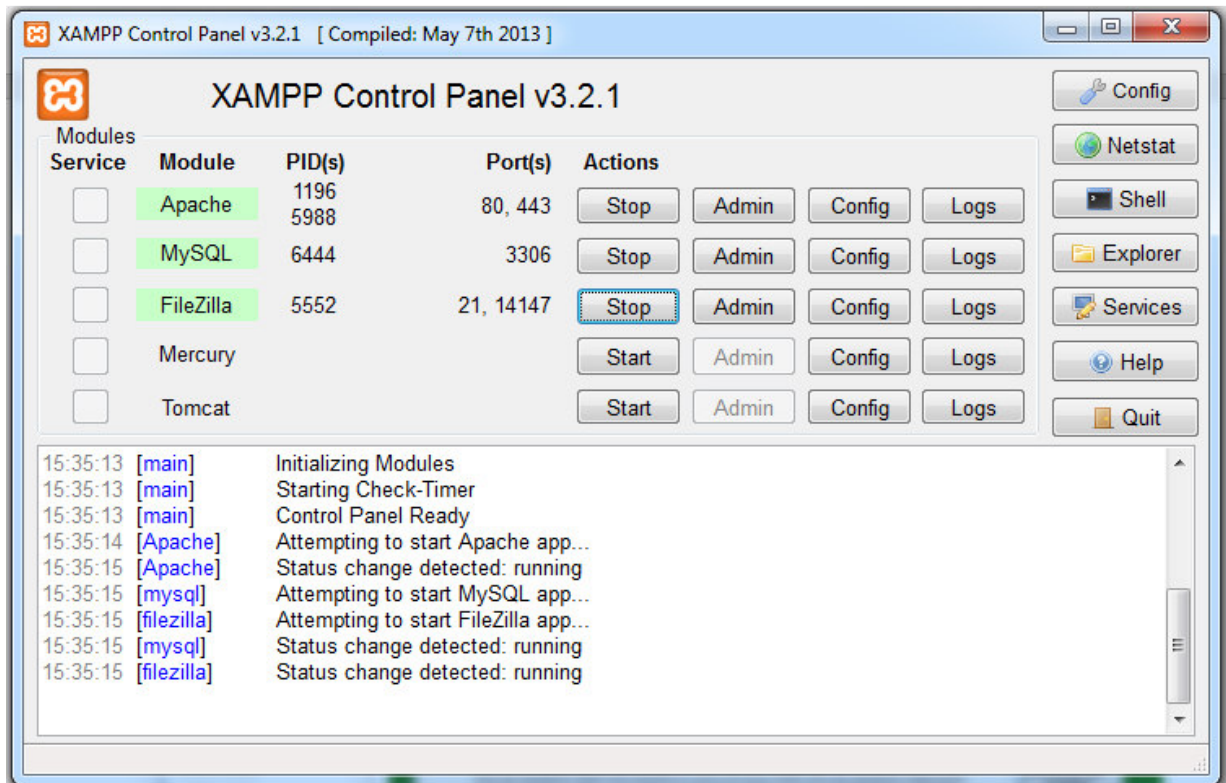 XAMPP Control Panel v3.2.1 [ Compiled: May 7th 2013 ]
XAMPP Control Panel v3.2.1
Config
Modules
Netstat
Service Module PID(s) Port(s) Actions
Apache 1196 5988 80, 443 Stop Admin Config Logs
Shell
MySQL 6444 3306 Stop Admin Config Logs
Explorer
FileZilla 5552 21, 14147 Stop Admin Config Logs
Services
Mercury Start Admin Config Logs
Help
Tomcat Start Admin Config Logs
Quit
15:35:13 [main] Initializing Modules
15:35:13 [main] Starting Check-Timer
15:35:13 [main] Control Panel Ready
15:35:14 [Apache] Attempting to start Apache app...
15:35:15 [Apache] Status change detected: running
15:35:15 [mysql] Attempting to start MySQL app...
15:35:15 [filezilla] Attempting to start FileZilla app...
15:35:15 [mysql] Status change detected: running
15:35:15 [filezilla] Status change detected: running